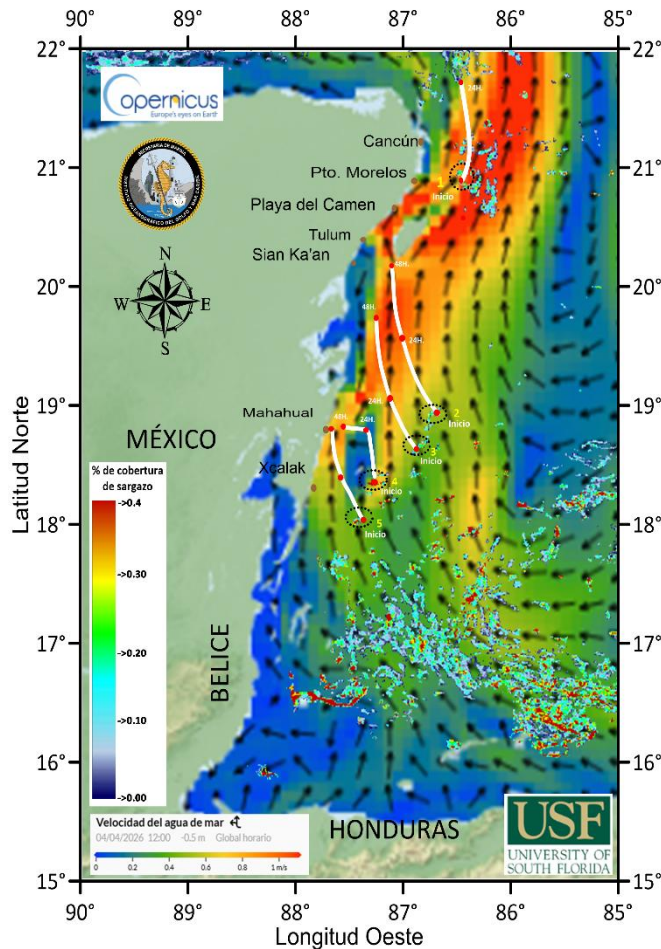 90° 89° 88° 87° 86° 85°
22°
Copernicus
Europe's eyes on Earth
24H.
SECRETARÍA DE MARINA
Cancún
21°
Pto. Morelos
1
Inicio
Playa del Camen
Tulum
Sian Ka'an
N
W E
S
20°
48H.
48H.
24H.
19°
24H.
2
Inicio
Mahahual
48H.
24H.
MÉXICO
3
Inicio
Xcalak
4
Inicio
% de cobertura
de sargazo
->0.4
18°
5
Inicio
->0.30
17°
->0.20
BELICE
->0.10
16°
->0.00
Velocidad del agua de mar
04/04/2026 12:00 -0.5 m Global horario
0 0.2 0.4 0.6 0.8 1 m/s
HONDURAS
USF
UNIVERSITY OF
SOUTH FLORIDA
15°
90° 89° 88° 87° 86° 85°
Latitud Norte
Longitud Oeste
22°
21°
20°
19°
18°
17°
16°
15°